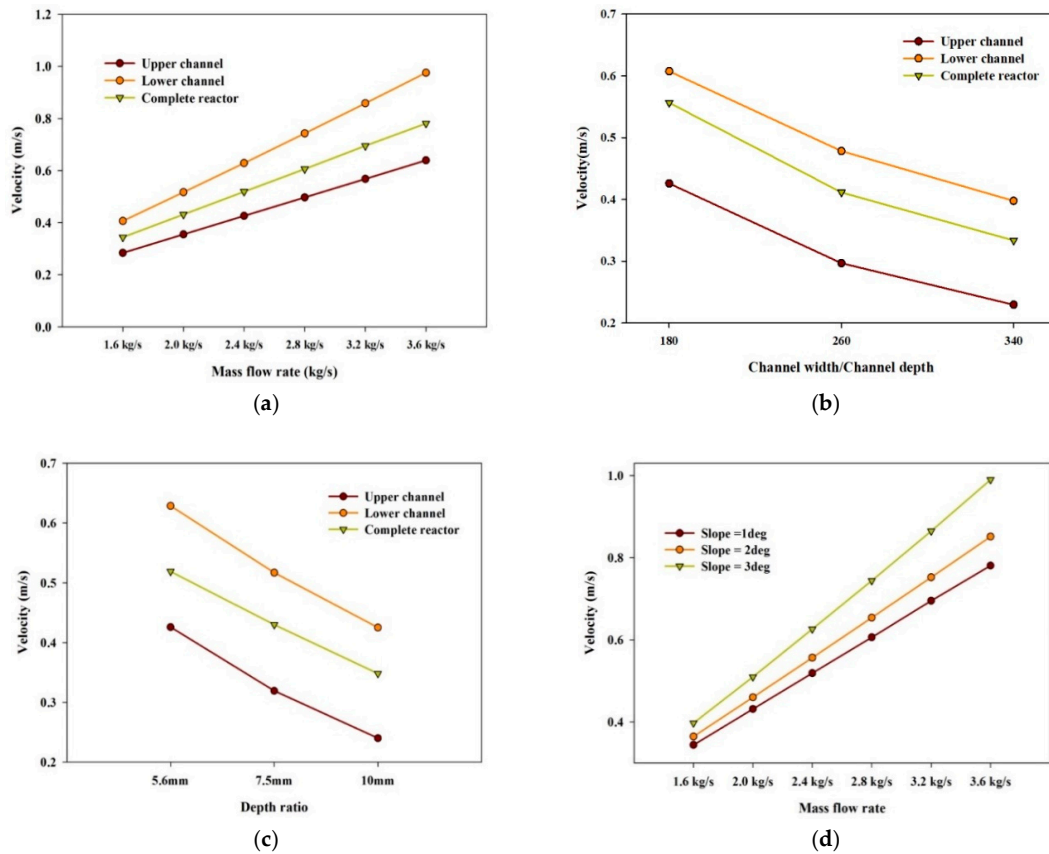 1.2
1.0
0.8
0.6
0.4
0.2
0.0
Velocity (m/s)
Upper channel
Lower channel
Complete reactor
1.6 kg/s 2.0 kg/s 2.4 kg/s 2.8 kg/s 3.2 kg/s 3.6 kg/s
Mass flow rate (kg/s)
(a)
0.7
0.6
0.5
0.4
0.3
0.2
Velocity(m/s)
Upper channel
Lower channel
Complete reactor
180 260 340
Channel width/Channel depth
(b)
0.7
0.6
0.5
0.4
0.3
0.2
Velocity (m/s)
Upper channel
Lower channel
Complete reactor
5.6mm 7.5mm 10mm
Depth ratio
(c)
1.0
0.8
0.6
0.4
Velocity (m/s)
Slope =1deg
Slope = 2deg
Slope = 3deg
1.6 kg/s 2.0 kg/s 2.4 kg/s 2.8 kg/s 3.2 kg/s 3.6 kg/s
Mass flow rate
(d)